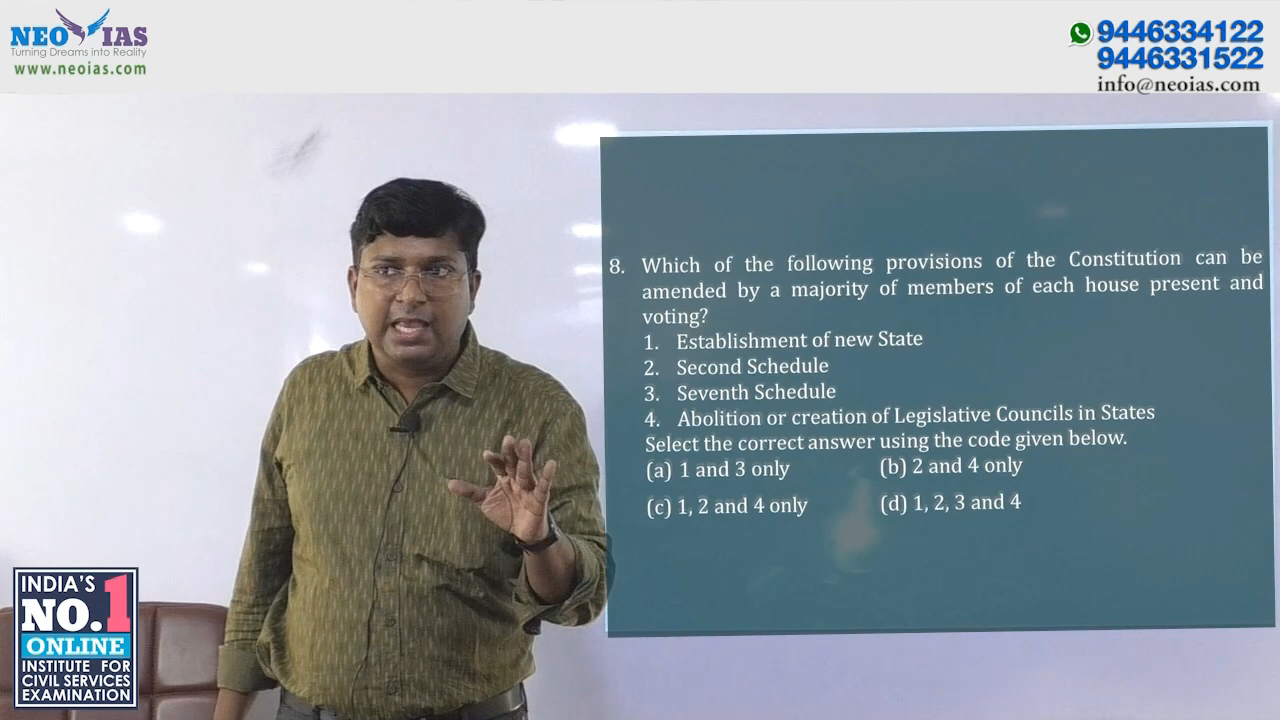 NEO IAS
Turning Dreams into Reality
www.neoias.com
9446334122
9446331522
info@neoias.com
8. Which of the following provisions of the Constitution can be
amended by a majority of members of each house present and
voting?
1. Establishment of new State
2. Second Schedule
3. Seventh Schedule
4. Abolition or creation of Legislative Councils in States
Select the correct answer using the code given below.
(a) 1 and 3 only (b) 2 and 4 only
(c) 1, 2 and 4 only (d) 1, 2, 3 and 4
INDIA'S
NO.1
ONLINE
INSTITUTE FOR
CIVIL SERVICES
EXAMINATION